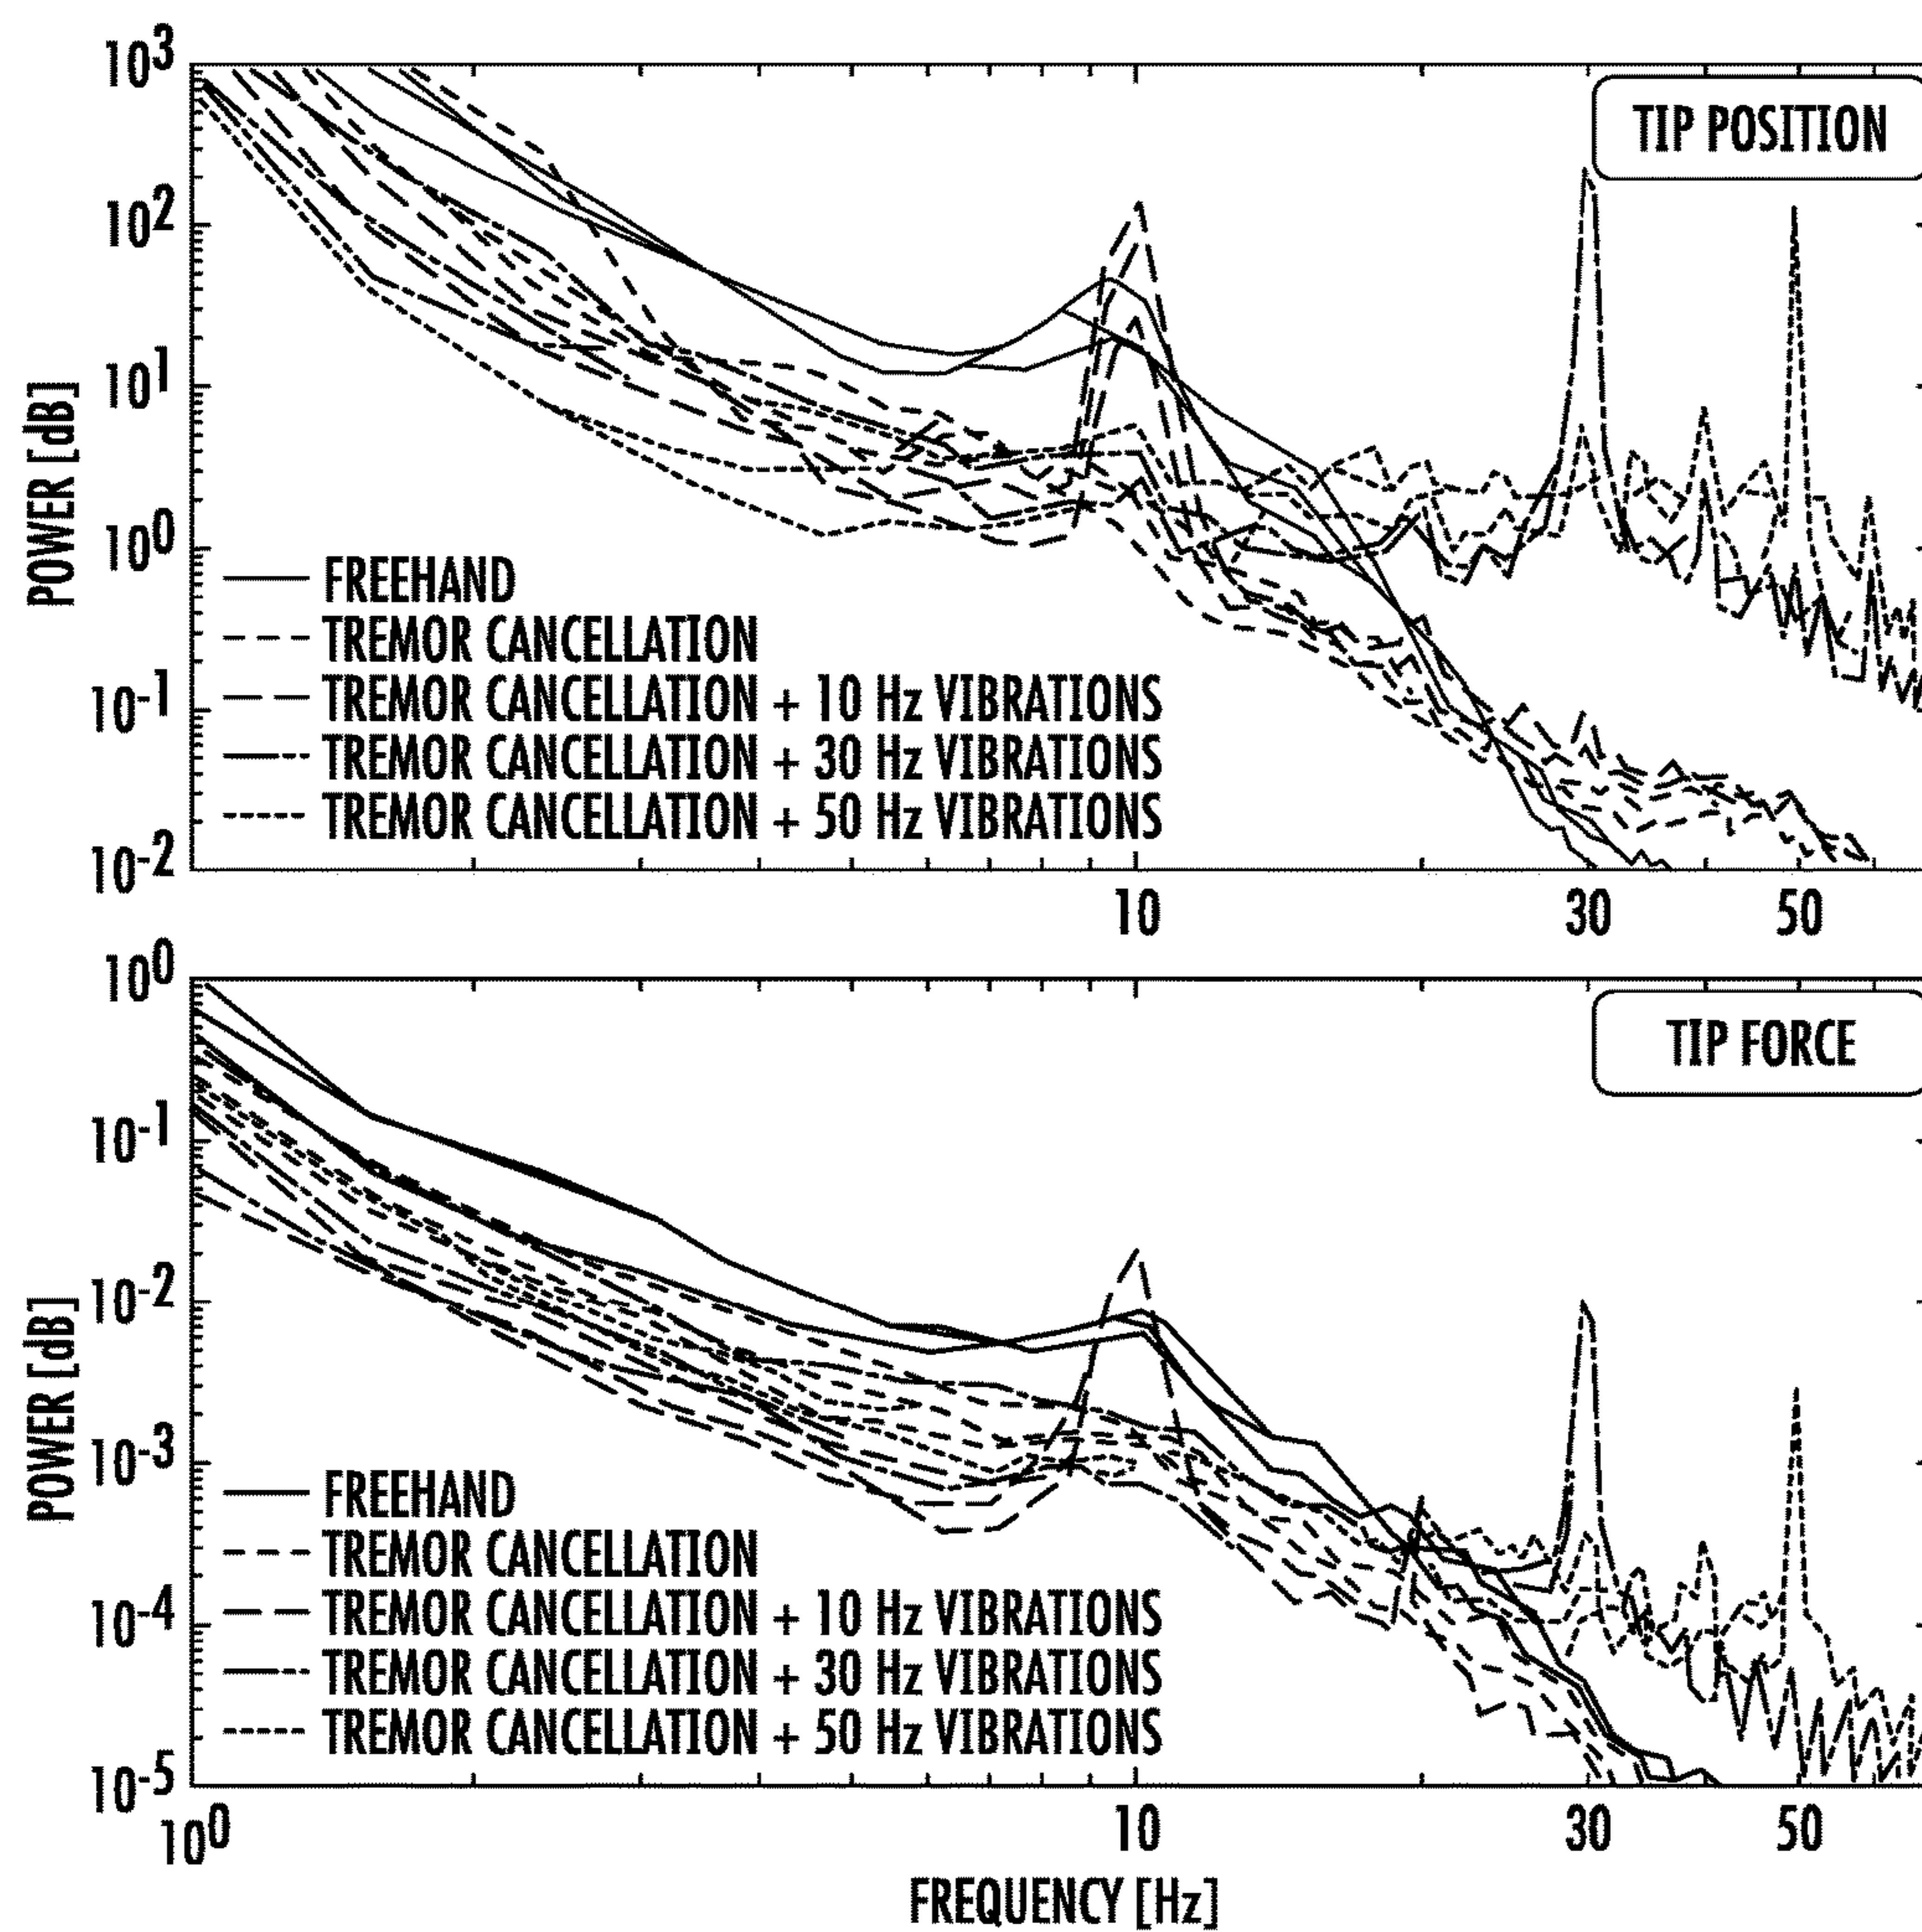 10³
TIP POSITION
10²
10¹
POWER [dB]
10⁰
FREEHAND
TREMOR CANCELLATION
10⁻¹
TREMOR CANCELLATION + 10 Hz VIBRATIONS
TREMOR CANCELLATION + 30 Hz VIBRATIONS
TREMOR CANCELLATION + 50 Hz VIBRATIONS
10⁻²
10 30 50
10⁰
TIP FORCE
10⁻¹
10⁻²
POWER [dB]
10⁻³
FREEHAND
TREMOR CANCELLATION
10⁻⁴
TREMOR CANCELLATION + 10 Hz VIBRATIONS
TREMOR CANCELLATION + 30 Hz VIBRATIONS
TREMOR CANCELLATION + 50 Hz VIBRATIONS
10⁻⁵
10⁰ 10 30 50
FREQUENCY [Hz]